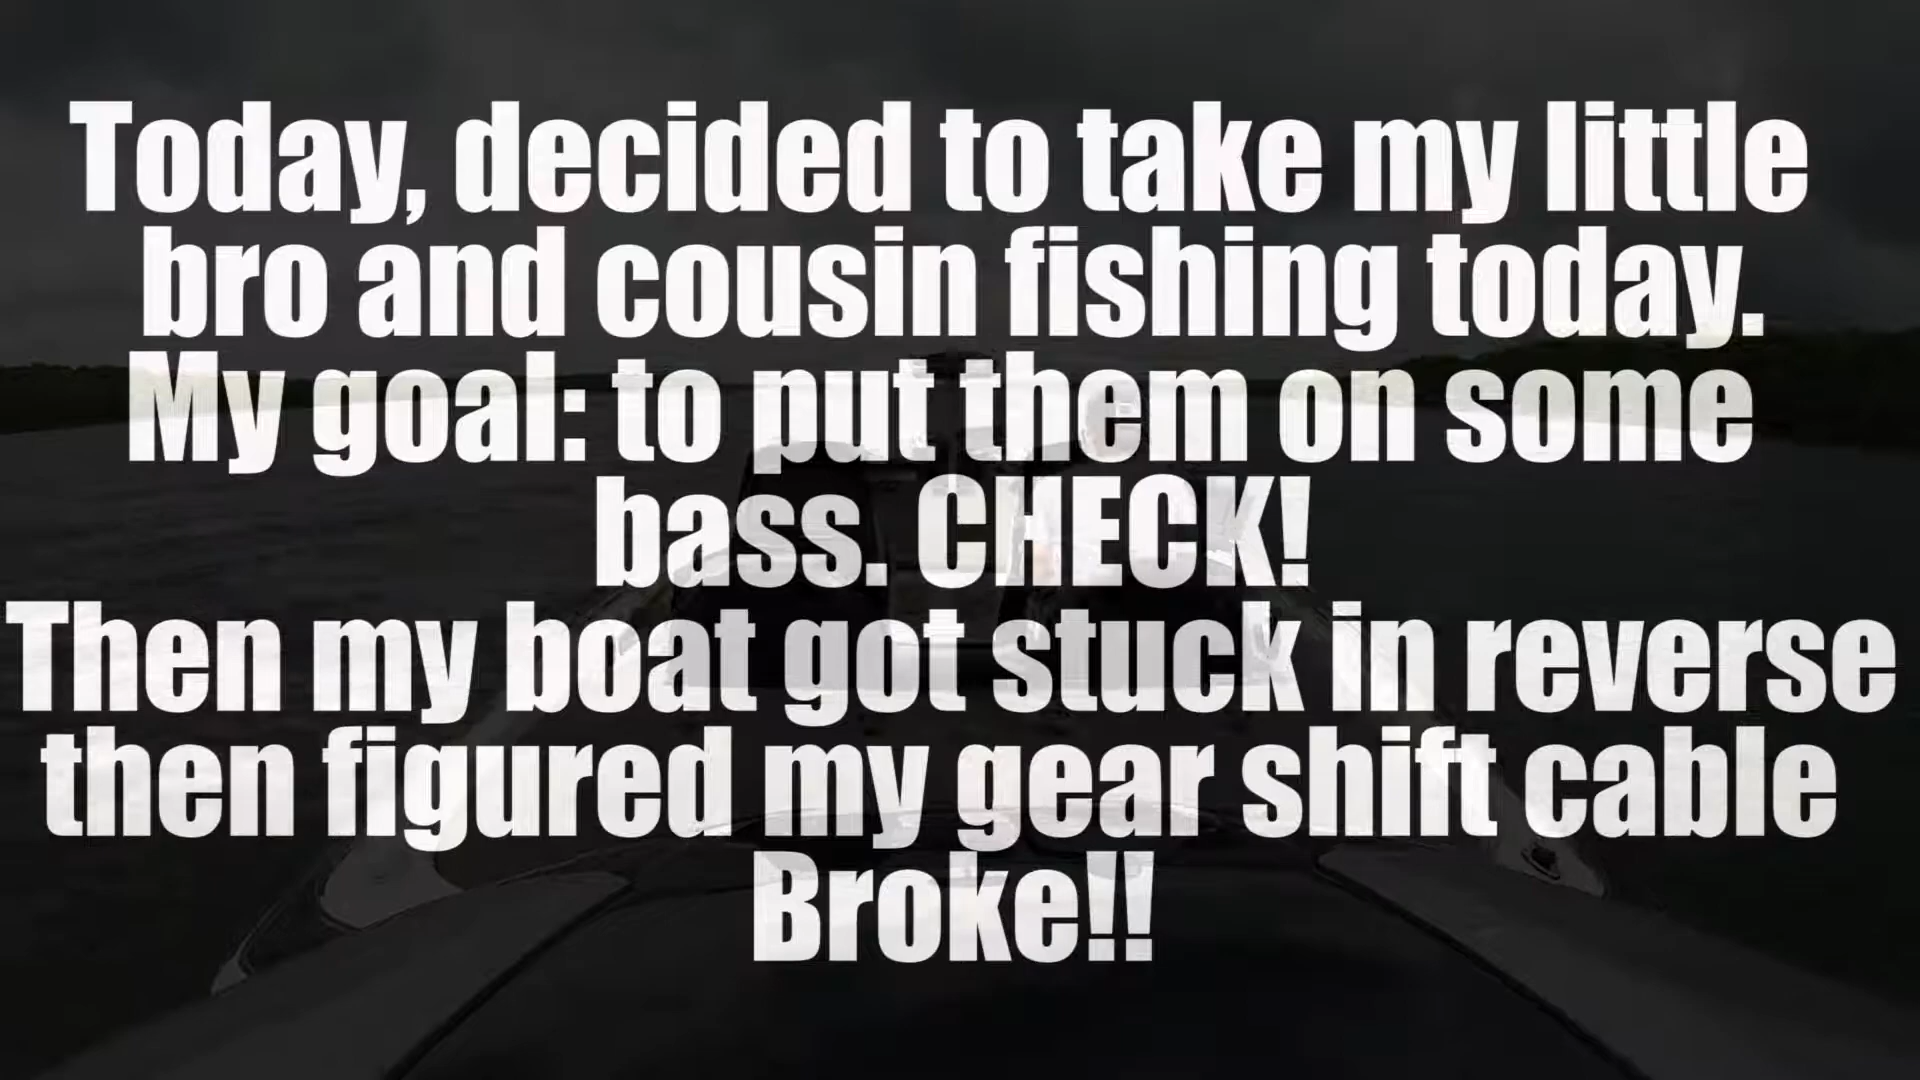 Today, decided to take my little
bro and cousin fishing today.
My goal: to put them on some
bass. CHECK!
Then my boat got stuck in reverse
then figured my gear shift cable
Broke!!